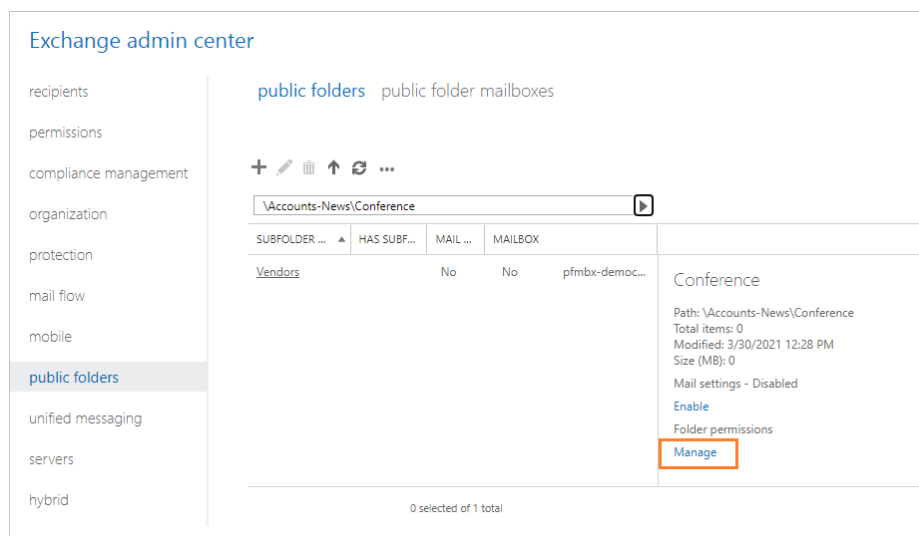 Exchange admin center
recipients
permissions
compliance management
organization
protection
mail flow
mobile
public folders
unified messaging
servers
hybrid
public folders public folder mailboxes
\Accounts-News\Conference
SUBFOLDER ... HAS SUBF... MAIL ... MAILBOX
Vendors No No pfmbx-democ...
Conference
Path: \Accounts-News\Conference
Total items: 0
Modified: 3/30/2021 12:28 PM
Size (MB): 0
Mail settings - Disabled
Enable
Folder permissions
Manage
0 selected of 1 total